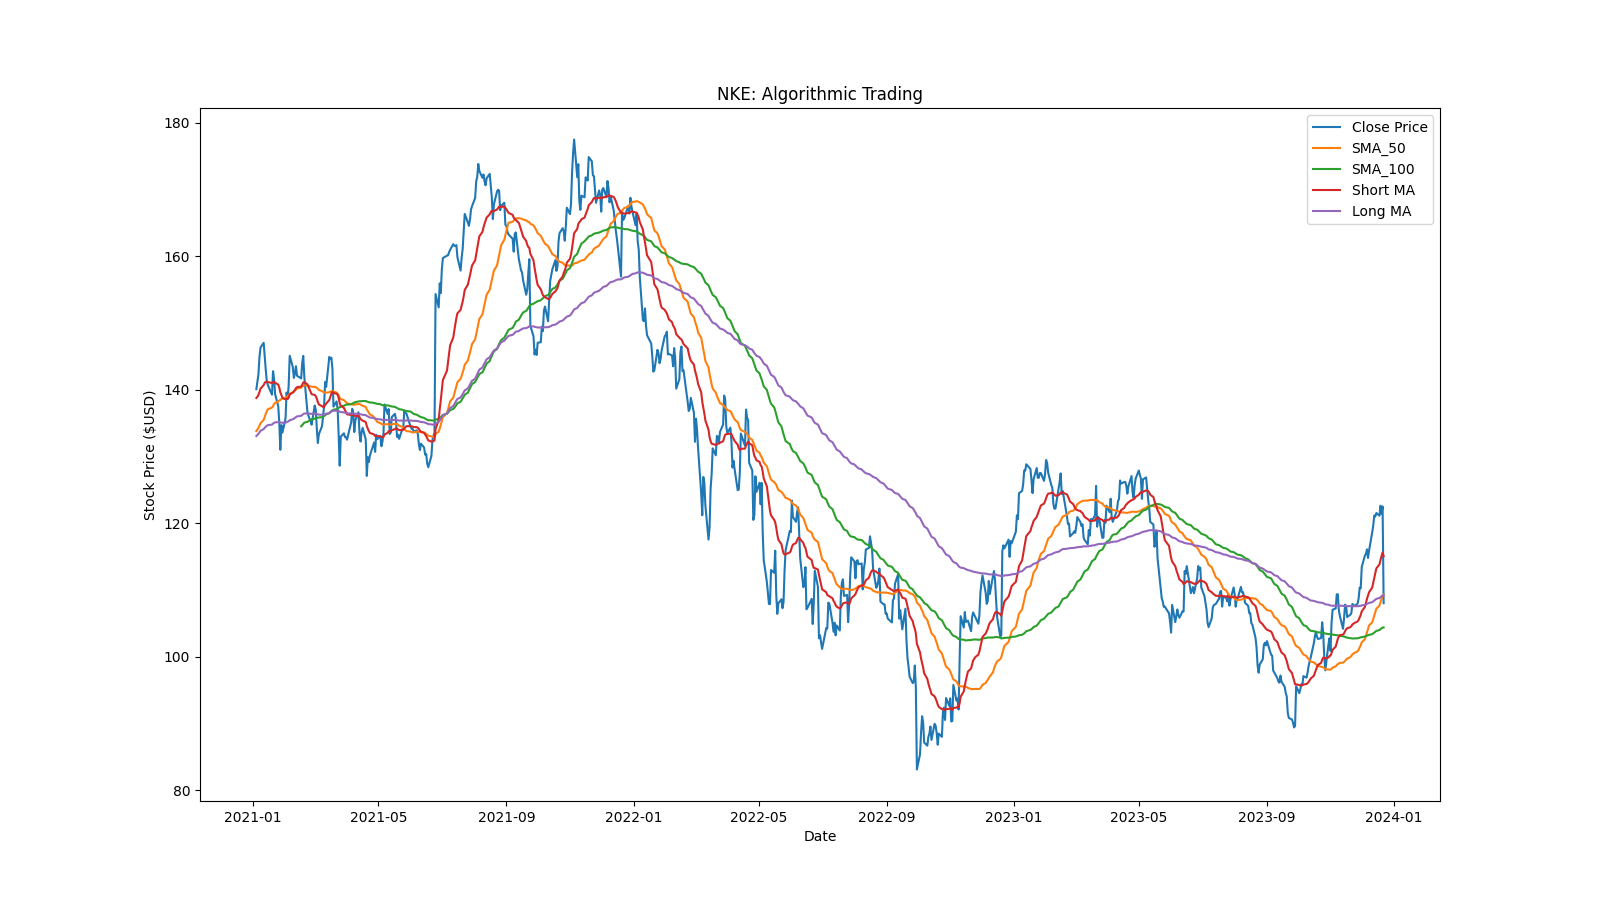 NKE: Algorithmic Trading
Close Price
SMA_50
SMA_100
Short MA
Long MA
Stock Price ($USD)
180
160
140
120
100
80
2021-01 2021-05 2021-09 2022-01 2022-05 2022-09 2023-01 2023-05 2023-09 2024-01
Date